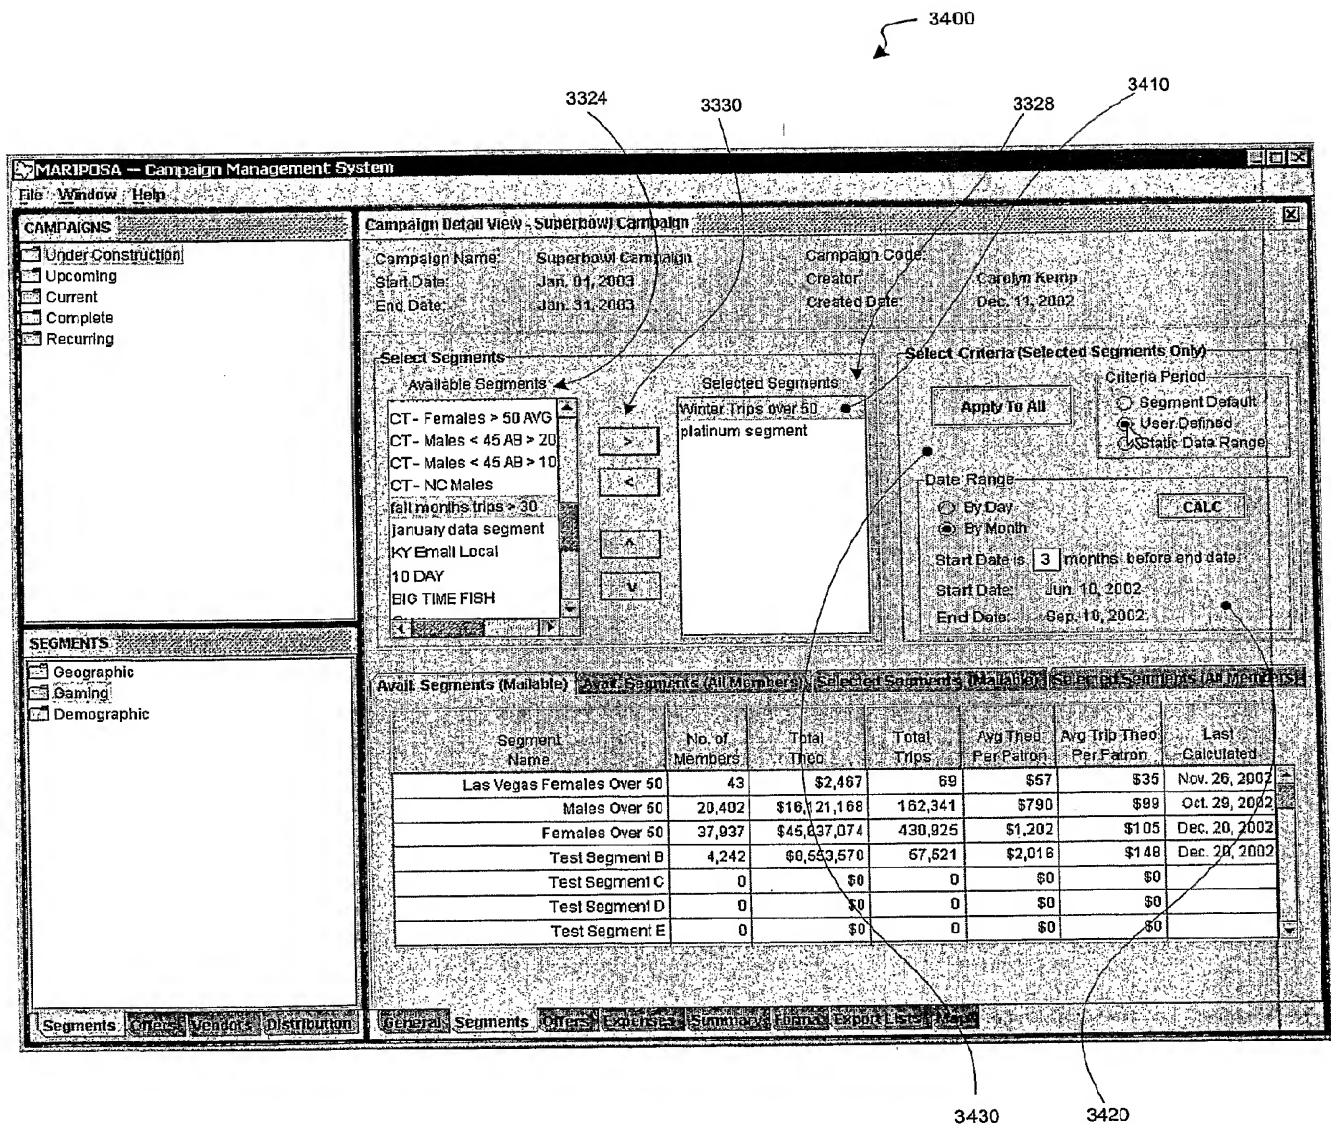 3400
3324
3330
3328
3410
MARIPOSA — Campaign Management System
File Window Help
CAMPAIGNS
Under Construction
Upcoming
Current
Complete
Recurring
SEGMENTS
Geographic
Gaming
Demographic
Segments Offers Vendors Distribution
Campaign Detail View - Superbowl Campaign
Campaign Name: Superbowl Campaign
Start Date: Jan. 01, 2003
End Date: Jan. 31, 2003
Campaign Code:
Creator: Carolyn Kemp
Created Date: Dec. 11, 2002
Select Segments
Available Segments
CT - Females > 50 AVG
CT - Males < 45 AB > 20
CT - Males < 45 AB > 10
CT - NC Males
fall months trips > 30
january data segment
KY Email Local
10 DAY
BIG TIME FISH
>
<
^
v
Selected Segments
Winter Trips over 50
platinum segment
Select Criteria (Selected Segments Only)
Apply To All
Criteria Period
Segment Default
User Defined
Static Data Range
Date Range
By Day
By Month
CALC
Start Date is 3 months before end date.
Start Date: Jun. 10, 2002
End Date: Sep. 10, 2002
Avail. Segments (Mailable) Avail. Segments (All Members) Selected Segments (Mailable) Selected Segments (All Members)
Segment Name No. of Members Total Theo Total Trips Avg Theo Per Patron Avg Trip Theo Per Patron Last Calculated
Las Vegas Females Over 50 43 $2,467 69 $57 $35 Nov. 26, 2002
Males Over 50 20,402 $16,121,168 162,341 $790 $99 Oct. 29, 2002
Females Over 50 37,937 $45,637,074 430,925 $1,202 $105 Dec. 20, 2002
Test Segment B 4,242 57,521 $2,016 $148 Dec. 20, 2002
Test Segment C 0 $0 0 $0 $0
Test Segment D 0 $0 0 $0 $0
Test Segment E 0 $0 0 $0 $0
General Segments Offers Expenses Summary Export Lists
3430
3420